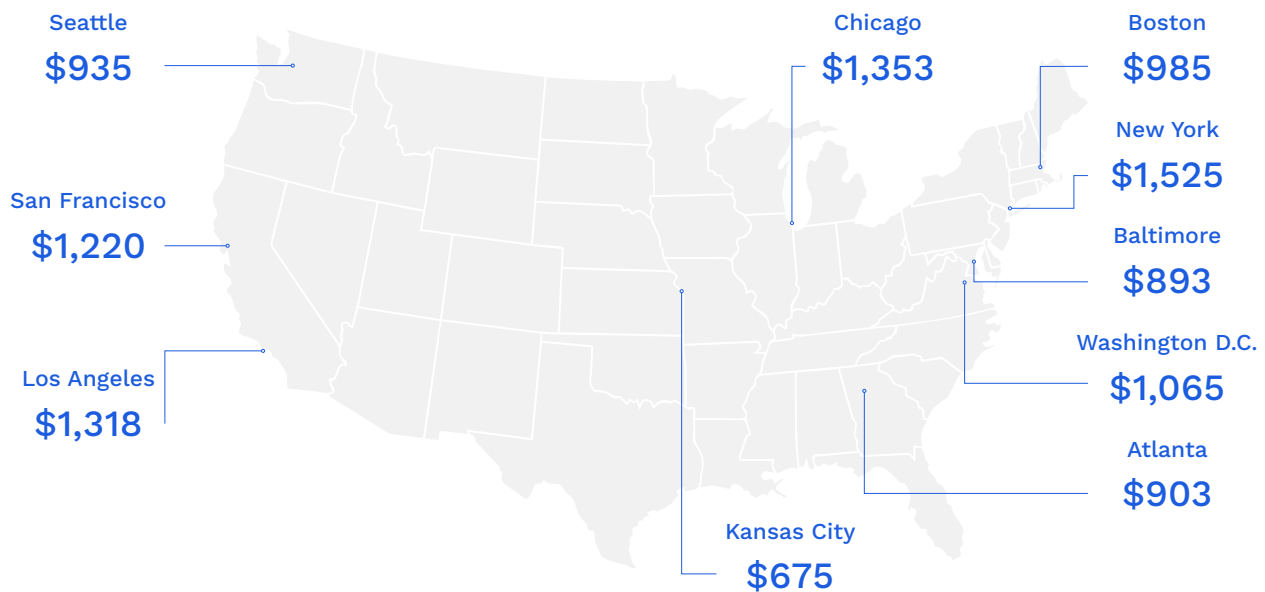 Seattle
$935
Chicago
$1,353
Boston
$985
New York
$1,525
San Francisco
$1,220
Baltimore
$893
Washington D.C.
$1,065
Los Angeles
$1,318
Atlanta
$903
Kansas City
$675